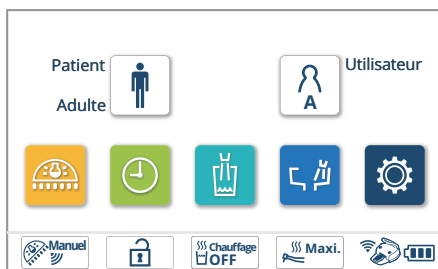 Patient
Utilisateur
Adulte
A
Manuel
Chauffage
OFF
Maxi.